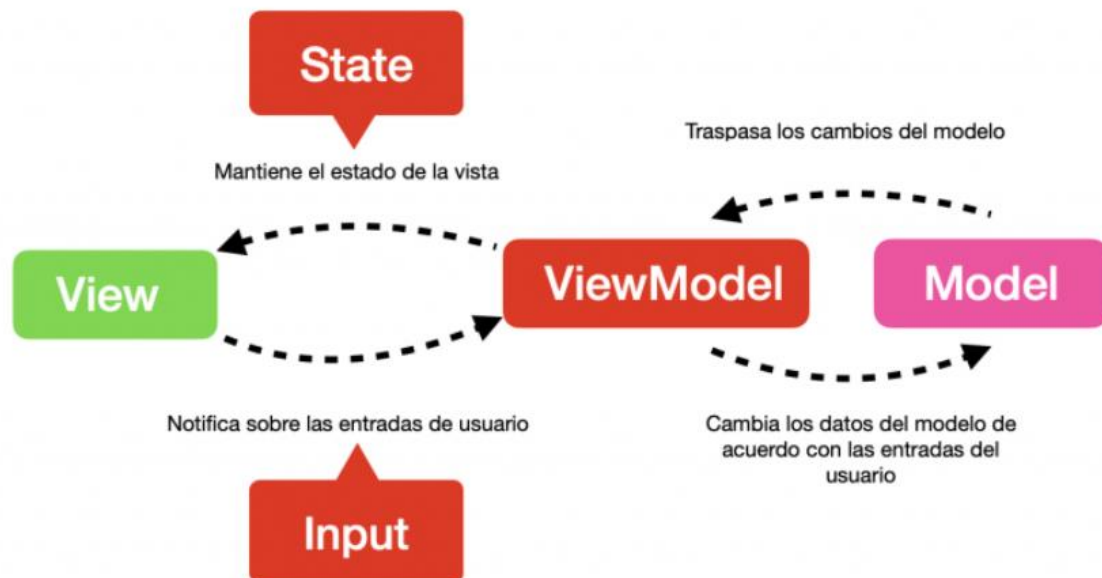 State
Traspasa los cambios del modelo
Mantiene el estado de la vista
View
ViewModel
Model
Notifica sobre las entradas de usuario
Cambia los datos del modelo de
acuerdo con las entradas del
usuario
Input